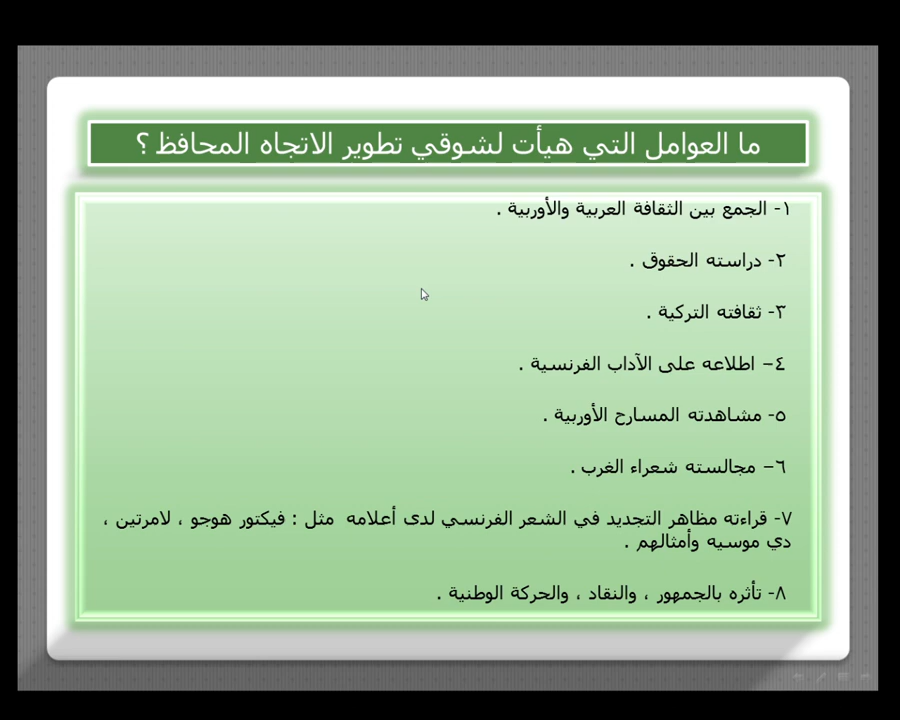 ما العوامل التي هيأت لشوقي تطوير الاتجاه المحافظ ؟
١- الجمع بين الثقافة العربية والأوربية .
٢- دراسته الحقوق .
٣- ثقافته التركية .
٤– اطلاعه على الآداب الفرنسية .
٥- مشاهدته المسارح الأوربية .
٦– مجالسته شعراء الغرب .
٧- قراءته مظاهر التجديد في الشعر الفرنسي لدى أعلامه مثل : فيكتور هوجو ، لامرتين ،
دي موسيه وأمثالهم .
٨- تأثره بالجمهور ، والنقاد ، والحركة الوطنية .